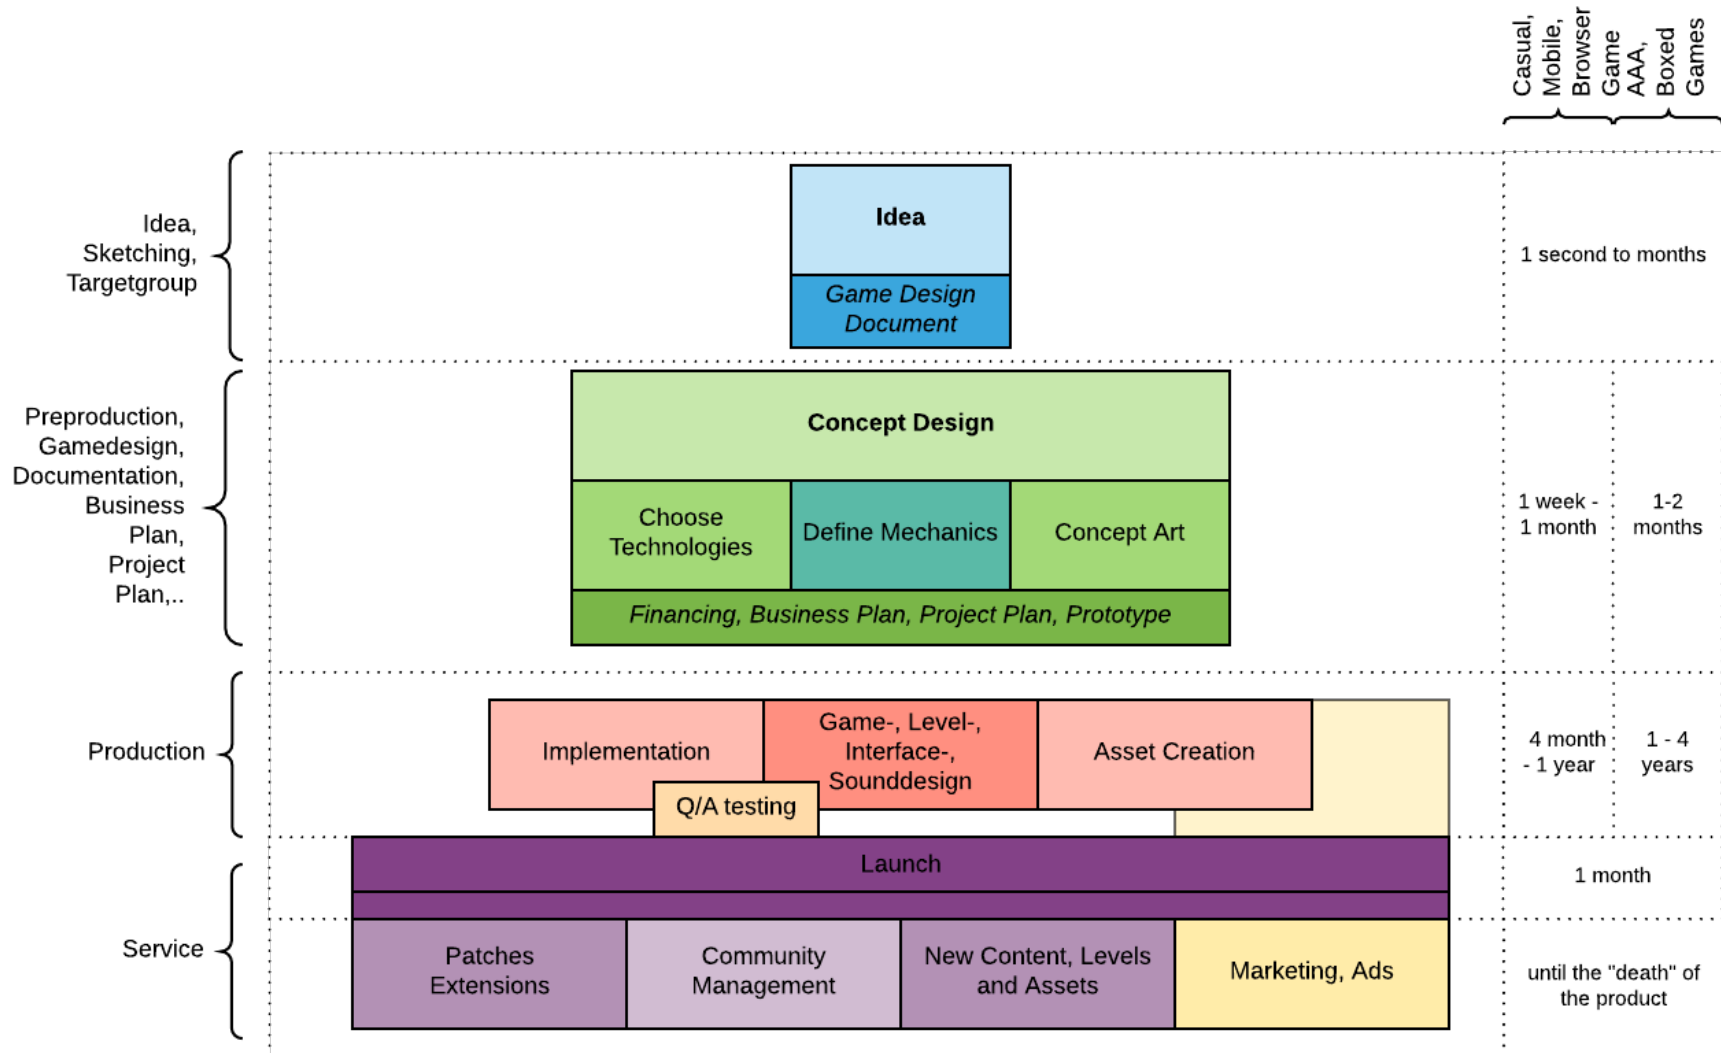 Casual,
Mobile,
Browser
Game
AAA,
Boxed
Games
Idea,
Sketching,
Targetgroup
Idea
Game Design
Document
1 second to months
Preproduction,
Gamedesign,
Documentation,
Business
Plan,
Project
Plan,..
Concept Design
Choose
Technologies
Define Mechanics
Concept Art
Financing, Business Plan, Project Plan, Prototype
1 week -
1 month
1-2
months
Production
Implementation
Game-, Level-,
Interface-,
Sounddesign
Asset Creation
Q/A testing
4 month
- 1 year
1 - 4
years
Launch
1 month
Service
Patches
Extensions
Community
Management
New Content, Levels
and Assets
Marketing, Ads
until the "death" of
the product